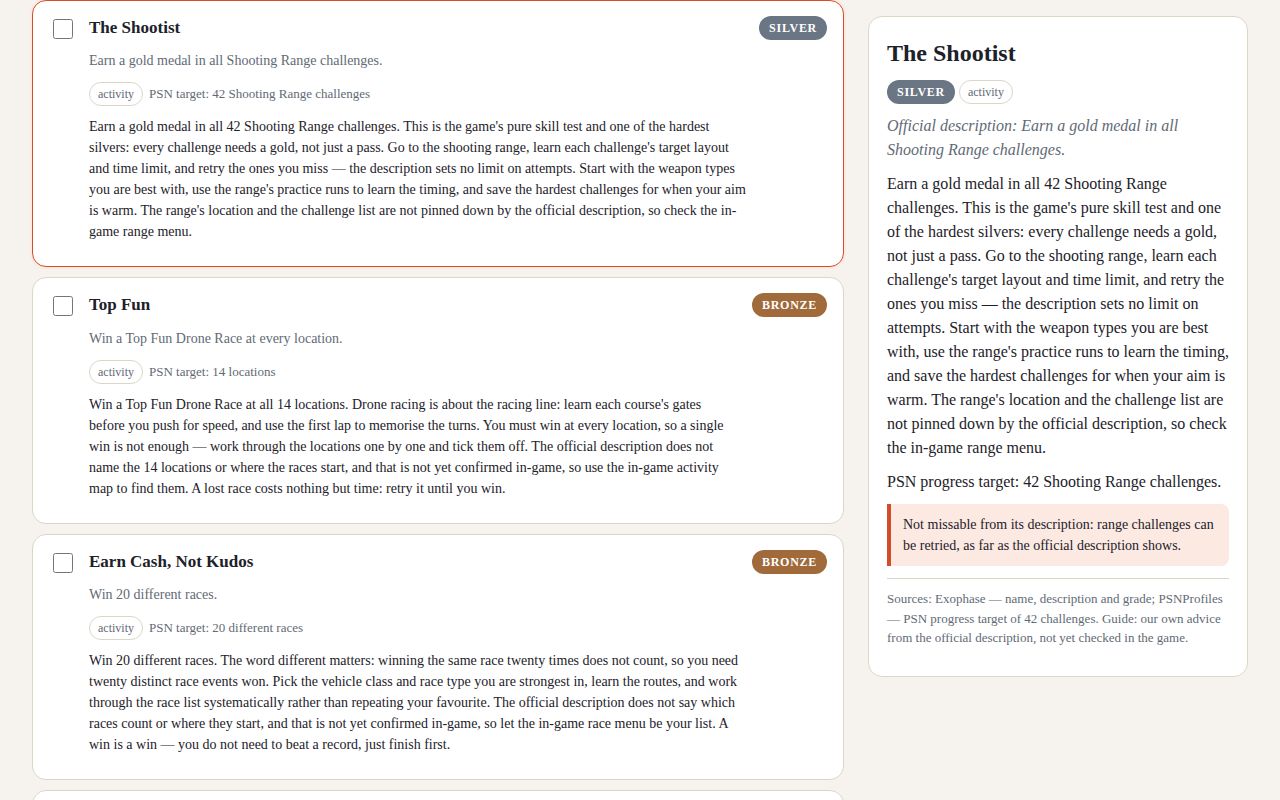 The Shootist
SILVER
Earn a gold medal in all Shooting Range challenges.
activity PSN target: 42 Shooting Range challenges
Earn a gold medal in all 42 Shooting Range challenges. This is the game's pure skill test and one of the hardest
silvers: every challenge needs a gold, not just a pass. Go to the shooting range, learn each challenge's target layout
and time limit, and retry the ones you miss — the description sets no limit on attempts. Start with the weapon types
you are best with, use the range's practice runs to learn the timing, and save the hardest challenges for when your aim
is warm. The range's location and the challenge list are not pinned down by the official description, so check the in-
game range menu.
Top Fun
BRONZE
Win a Top Fun Drone Race at every location.
activity PSN target: 14 locations
Win a Top Fun Drone Race at all 14 locations. Drone racing is about the racing line: learn each course's gates
before you push for speed, and use the first lap to memorise the turns. You must win at every location, so a single
win is not enough — work through the locations one by one and tick them off. The official description does not
name the 14 locations or where the races start, and that is not yet confirmed in-game, so use the in-game activity
map to find them. A lost race costs nothing but time: retry it until you win.
Earn Cash, Not Kudos
BRONZE
Win 20 different races.
activity PSN target: 20 different races
Win 20 different races. The word different matters: winning the same race twenty times does not count, so you need
twenty distinct race events won. Pick the vehicle class and race type you are strongest in, learn the routes, and work
through the race list systematically rather than repeating your favourite. The official description does not say which
races count or where they start, and that is not yet confirmed in-game, so let the in-game race menu be your list. A
win is a win — you do not need to beat a record, just finish first.
The Shootist
SILVER activity
Official description: Earn a gold medal in all
Shooting Range challenges.
Earn a gold medal in all 42 Shooting Range
challenges. This is the game's pure skill test and one
of the hardest silvers: every challenge needs a gold,
not just a pass. Go to the shooting range, learn each
challenge's target layout and time limit, and retry the
ones you miss — the description sets no limit on
attempts. Start with the weapon types you are best
with, use the range's practice runs to learn the timing,
and save the hardest challenges for when your aim is
warm. The range's location and the challenge list are
not pinned down by the official description, so check
the in-game range menu.
PSN progress target: 42 Shooting Range challenges.
Not missable from its description: range challenges can
be retried, as far as the official description shows.
Sources: Exophase — name, description and grade; PSNProfiles
— PSN progress target of 42 challenges. Guide: our own advice
from the official description, not yet checked in the game.